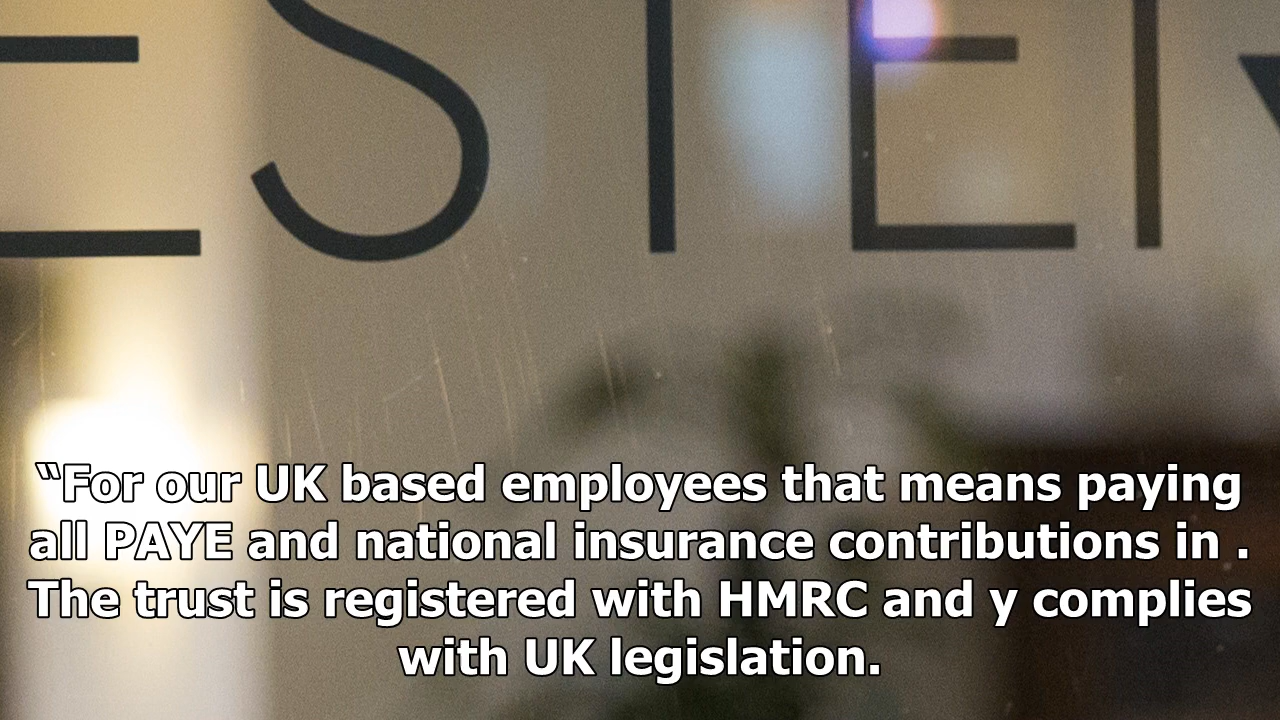 ESTER
“For our UK based employees that means paying
all PAYE and national insurance contributions in .
The trust is registered with HMRC and y complies
with UK legislation.